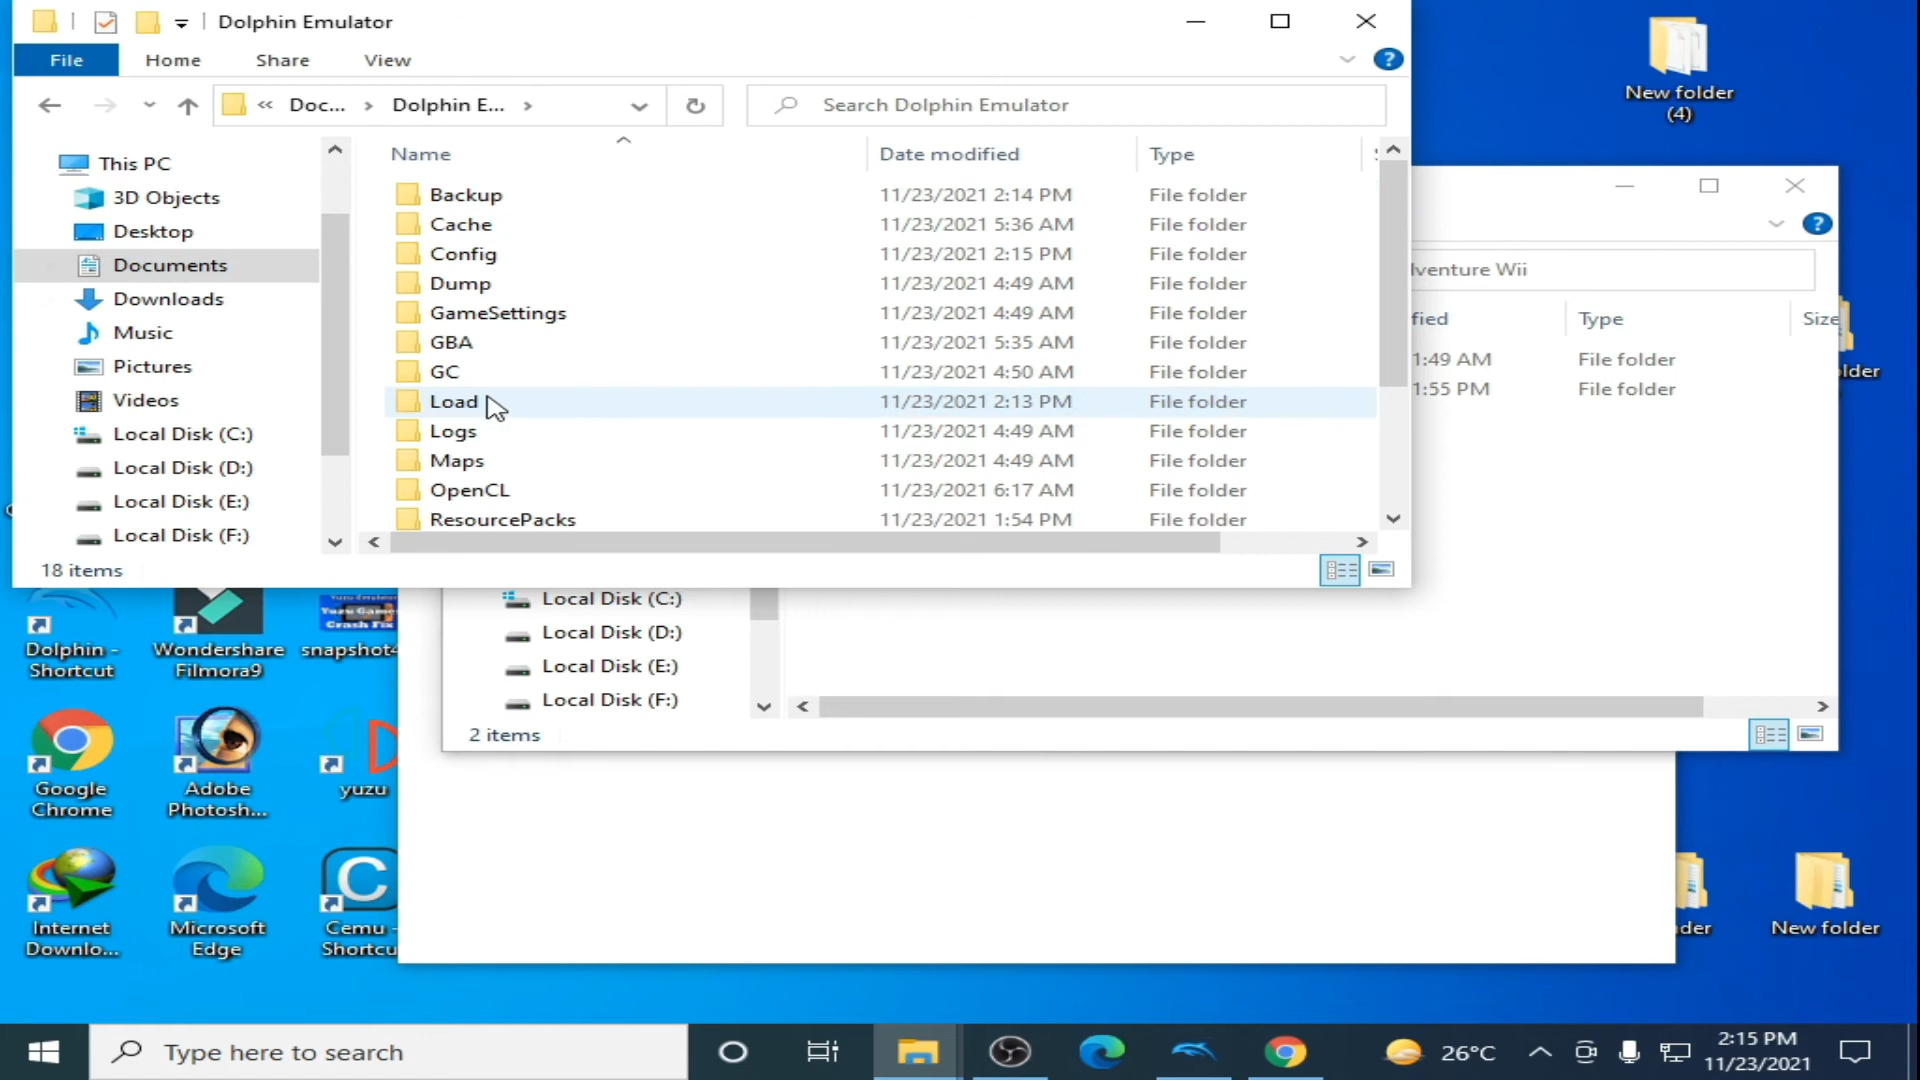 Dolphin Emulator
File Home Share View
Doc... Dolphin E... Search Dolphin Emulator
Name Date modified Type
This PC
3D Objects
Desktop
Documents
Downloads
Music
Pictures
Videos
Local Disk (C:)
Local Disk (D:)
Local Disk (E:)
Local Disk (F:)
Backup 11/23/2021 2:14 PM File folder
Cache 11/23/2021 5:36 AM File folder
Config 11/23/2021 2:15 PM File folder
Dump 11/23/2021 4:49 AM File folder
GameSettings 11/23/2021 4:49 AM File folder
GBA 11/23/2021 5:35 AM File folder
GC 11/23/2021 4:50 AM File folder
Load 11/23/2021 2:13 PM File folder
Logs 11/23/2021 4:49 AM File folder
Maps 11/23/2021 4:49 AM File folder
OpenCL 11/23/2021 6:17 AM File folder
ResourcePacks 11/23/2021 1:54 PM File folder
18 items
lventure Wii
fied Type Size
1:49 AM File folder
1:55 PM File folder
Local Disk (C:)
Local Disk (D:)
Local Disk (E:)
Local Disk (F:)
2 items
New folder
(4)
lder
Dolphin -
Shortcut
Wondershare
Filmora9
Yuzu Games
Crash Fix
snapshot4
Google
Chrome
Adobe
Photosh...
yuzu
Internet
Downlo...
Microsoft
Edge
Cemu -
Shortcu
der
New folder
Type here to search
26°C
2:15 PM
11/23/2021